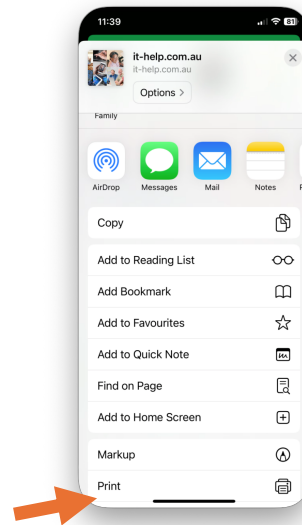 11:39
81
it-help.com.au
it-help.com.au
Options >
Family
AirDrop Messages Mail Notes
Copy
Add to Reading List
Add Bookmark
Add to Favourites
Add to Quick Note
Find on Page
Add to Home Screen
Markup
Print